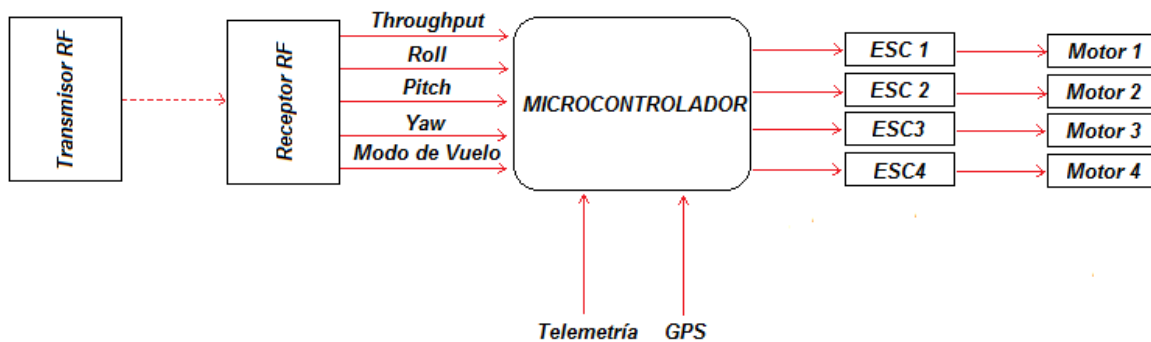 Transmisor RF
Receptor RF
Throughput
Roll
Pitch
Yaw
Modo de Vuelo
MICROCONTROLADOR
ESC 1
Motor 1
ESC 2
Motor 2
ESC3
Motor 3
ESC4
Motor 4
Telemetría
GPS